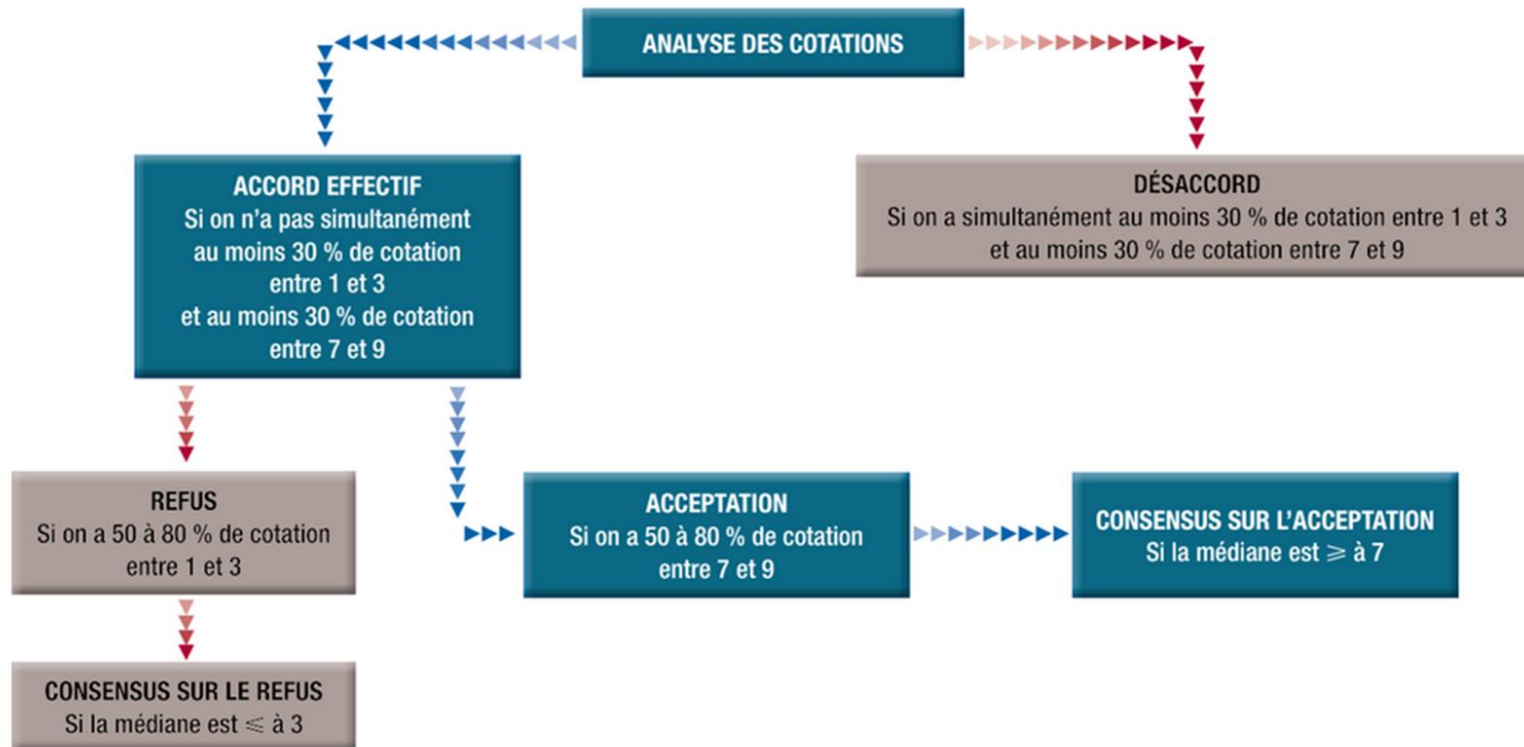 ANALYSE DES COTATIONS
ACCORD EFFECTIF
Si on n'a pas simultanément
au moins 30 % de cotation
entre 1 et 3
et au moins 30 % de cotation
entre 7 et 9
DÉSACCORD
Si on a simultanément au moins 30 % de cotation entre 1 et 3
et au moins 30 % de cotation entre 7 et 9
REFUS
Si on a 50 à 80 % de cotation
entre 1 et 3
ACCEPTATION
Si on a 50 à 80 % de cotation
entre 7 et 9
CONSENSUS SUR L'ACCEPTATION
Si la médiane est ⩾ à 7
CONSENSUS SUR LE REFUS
Si la médiane est ⩽ à 3